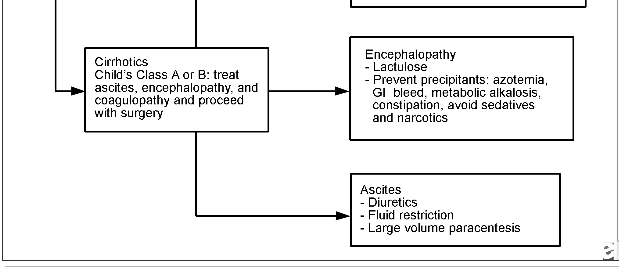 Cirrhotics
Child's Class A or B: treat
ascites, encephalopathy, and
coagulopathy and proceed
with surgery
Encephalopathy
- Lactulose
- Prevent precipitants: azotemia,
GI bleed, metabolic alkalosis,
constipation, avoid sedatives
and narcotics
Ascites
- Diuretics
- Fluid restriction
- Large volume paracentesis